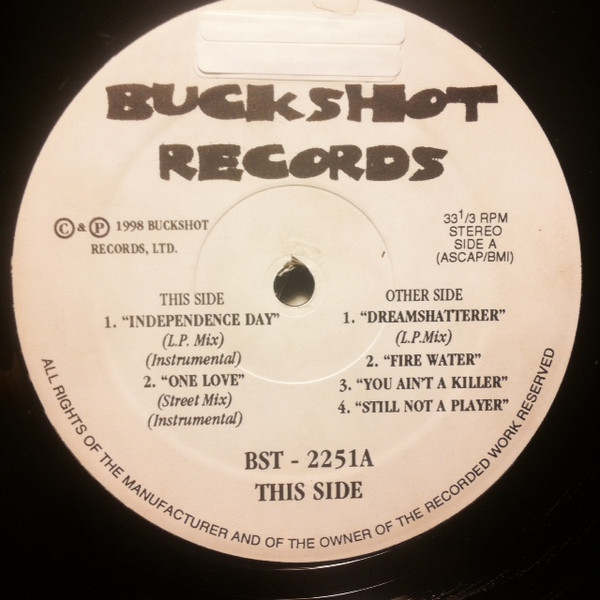 BUCKSHOT
RECORDS
Ⓒ & Ⓟ 1998 BUCKSHOT
RECORDS, LTD.
33 1/3 RPM
STEREO
SIDE A
(ASCAP/BMI)
THIS SIDE
1. “INDEPENDENCE DAY”
(L.P. Mix)
(Instrumental)
2. “ONE LOVE”
(Street Mix)
(Instrumental)
OTHER SIDE
1. “DREAMSHATTERER”
(L.P.Mix)
2. “FIRE WATER”
3. “YOU AIN'T A KILLER”
4. “STILL NOT A PLAYER”
BST - 2251A
THIS SIDE
ALL RIGHTS OF THE MANUFACTURER AND OF THE OWNER OF THE RECORDED WORK RESERVED